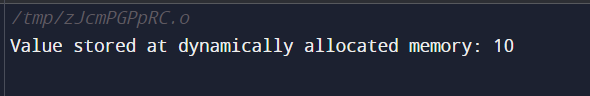 /tmp/zJcmPGPpRC.o
Value stored at dynamically allocated memory: 10